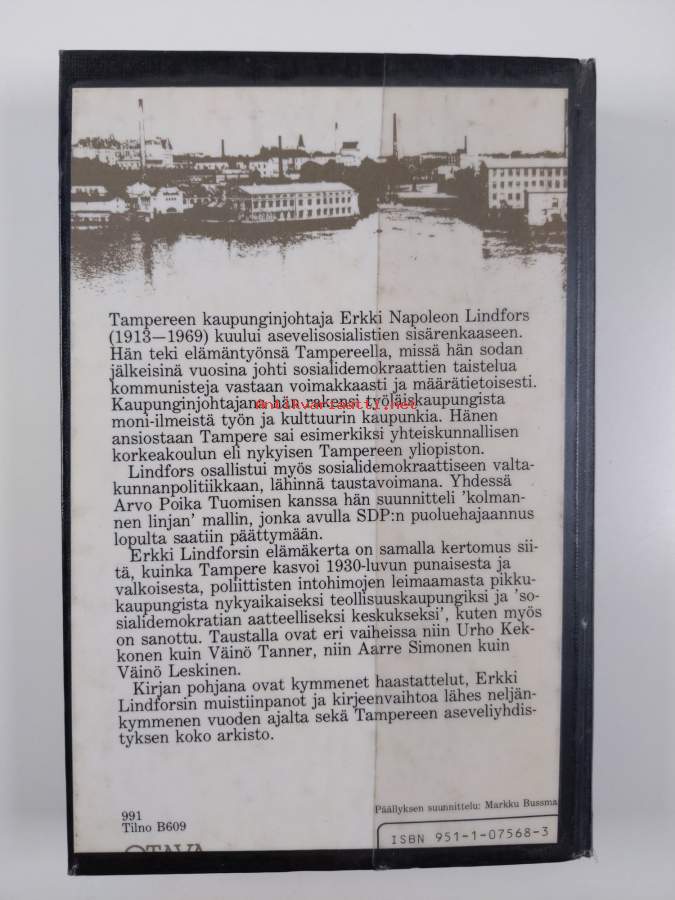 Tampereen kaupunginjohtaja Erkki Napoleon Lindfors
(1913—1969) kuului asevelisosialistien sisärenkaaseen.
Hän teki elämäntyönsä Tampereella, missä hän sodan
jälkeisinä vuosina johti sosialidemokraattien taistelua
kommunisteja vastaan voimakkaasti ja määrätietoisesti.
Kaupunginjohtajana hän rakensi työläiskaupungista
Antikvariaatti.net
moni-ilmeistä työn ja kulttuurin kaupunkia. Hänen
ansiostaan Tampere sai esimerkiksi yhteiskunnallisen
korkeakoulun eli nykyisen Tampereen yliopiston.
Lindfors osallistui myös sosialidemokraattiseen valta-
kunnanpolitiikkaan, lähinnä taustavoimana. Yhdessä
Arvo Poika Tuomisen kanssa hän suunnitteli 'kolman-
nen linjan' mallin, jonka avulla SDP:n puoluehajaannus
lopulta saatiin päättymään.
Erkki Lindforsin elämäkerta on samalla kertomus sii-
tä, kuinka Tampere kasvoi 1930-luvun punaisesta ja
valkoisesta, poliittisten intohimojen leimaamasta pikku-
kaupungista nykyaikaiseksi teollisuuskaupungiksi ja 'so-
sialidemokratian aatteelliseksi keskukseksi', kuten myös
on sanottu. Taustalla ovat eri vaiheissa niin Urho Kek-
konen kuin Väinö Tanner, niin Aarre Simonen kuin
Väinö Leskinen.
Kirjan pohjana ovat kymmenet haastattelut, Erkki
Lindforsin muistiinpanot ja kirjeenvaihtoa lähes neljän-
kymmenen vuoden ajalta sekä Tampereen aseveliyhdis-
tyksen koko arkisto.
Päällyksen suunnittelu: Markku Bussma
991
Tilno B609
ISBN 951-1-07568-3
OTAVA